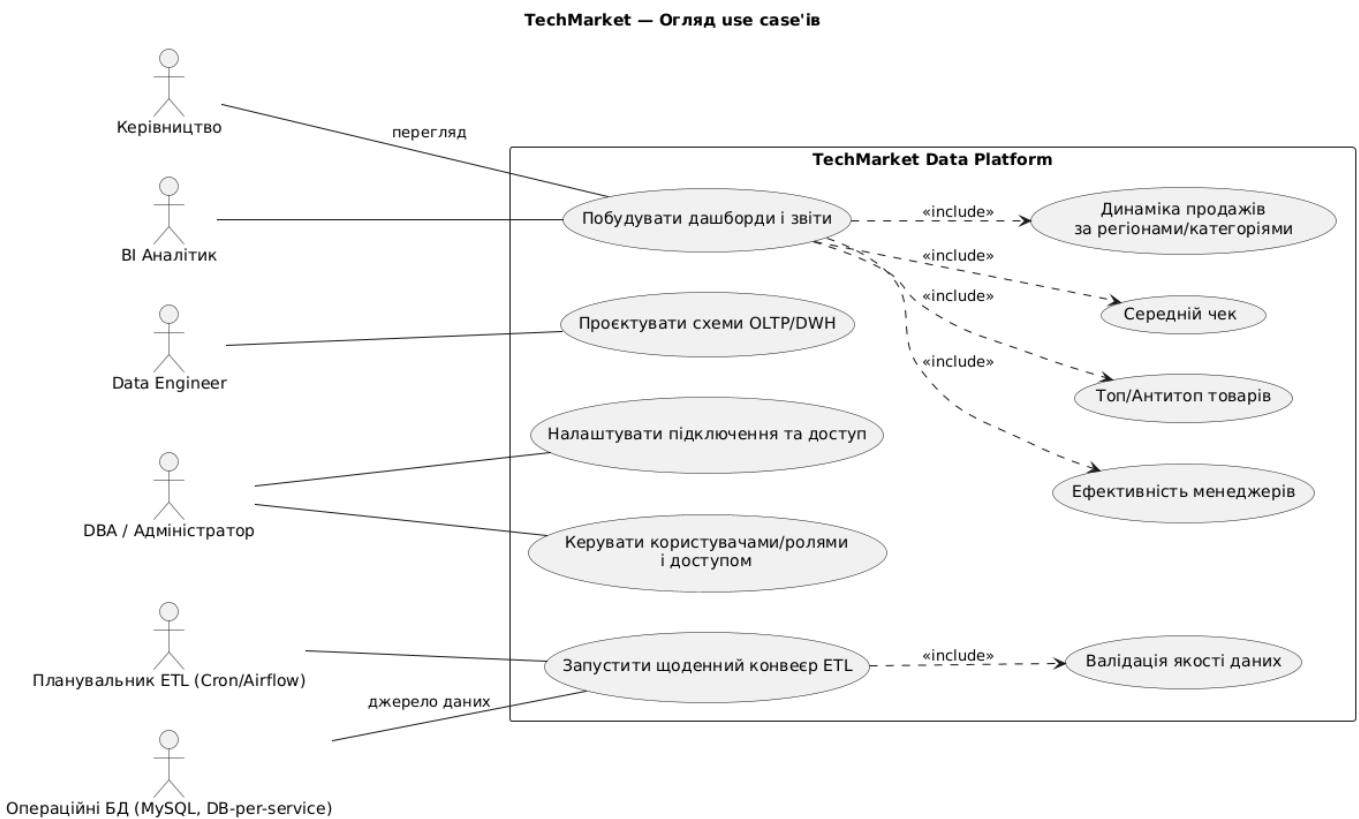 TechMarket — Огляд use case'ів
Керівництво
перегляд
TechMarket Data Platform
BI Аналітик
Побудувати дашборди і звіти
«include»
Динаміка продажів
за регіонами/категоріями
«include»
Середній чек
«include»
Топ/Антитоп товарів
«include»
Ефективність менеджерів
Data Engineer
Проєктувати схеми OLTP/DWH
DBA / Адміністратор
Налаштувати підключення та доступ
Керувати користувачами/ролями
і доступом
Планувальник ETL (Cron/Airflow)
Запустити щоденний конвеєр ETL
«include»
Валідація якості даних
джерело даних
Операційні БД (MySQL, DB-per-service)